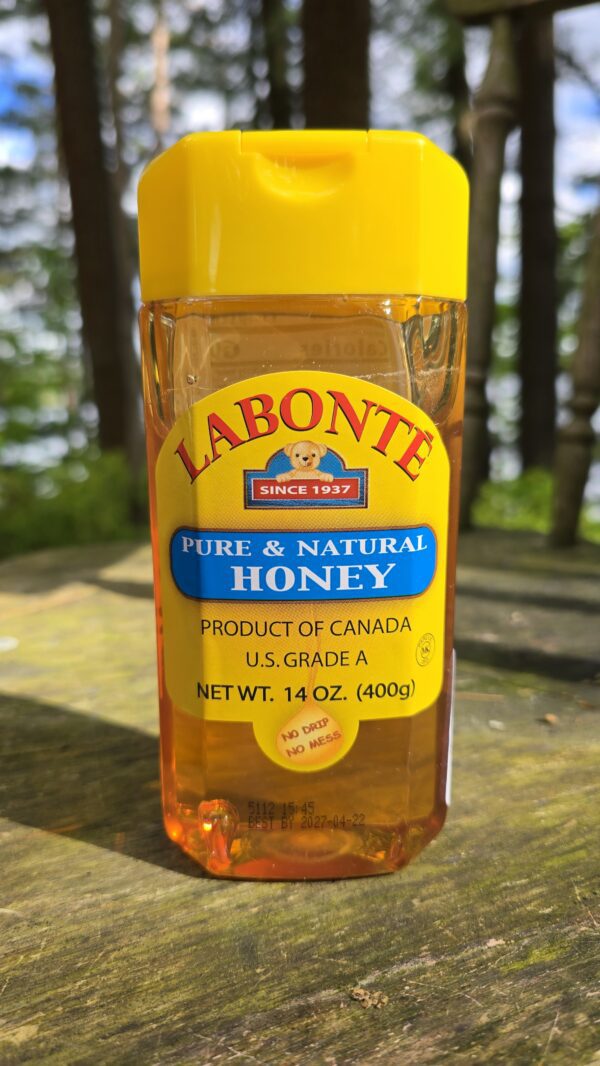 LABONTÉ
SINCE 1937
PURE & NATURAL
HONEY
PRODUCT OF CANADA
U.S. GRADE A
MK
NET WT. 14 OZ. (400g)
NO DRIP
NO MESS
5112 15:45
BEST BY 2027-04-22